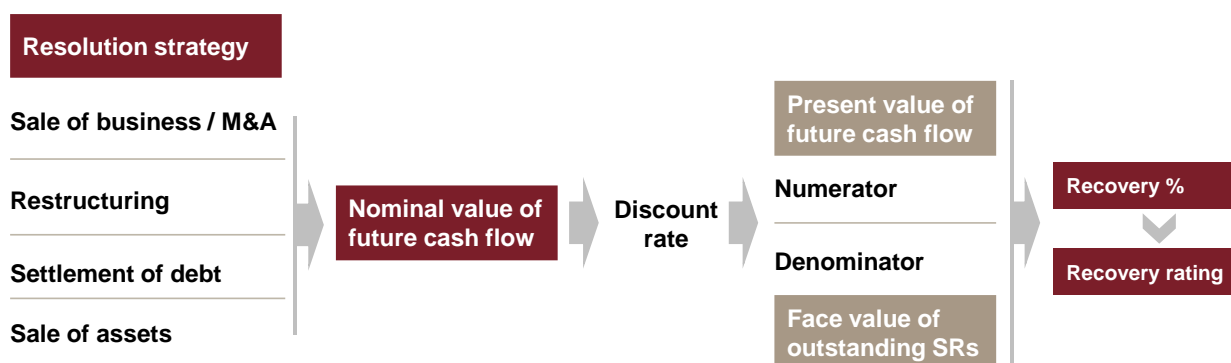 Resolution strategy
Sale of business / M&A
Restructuring
Settlement of debt
Sale of assets
Nominal value of
future cash flow
Discount
rate
Present value of
future cash flow
Numerator
Denominator
Face value of
outstanding SRs
Recovery %
Recovery rating